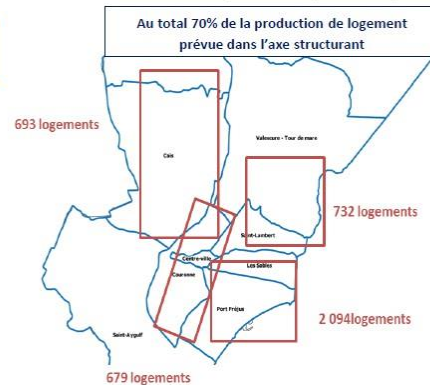 Au total 70% de la production de logement
prévue dans l'axe structurant
693 logements
Valescure - Tour de mare
Cais
732 logements
Saint-Lambert
Centre-ville
Les Sables
Couronne
Port Fréjus
2 094logements
Saint-Aygulf
679 logements